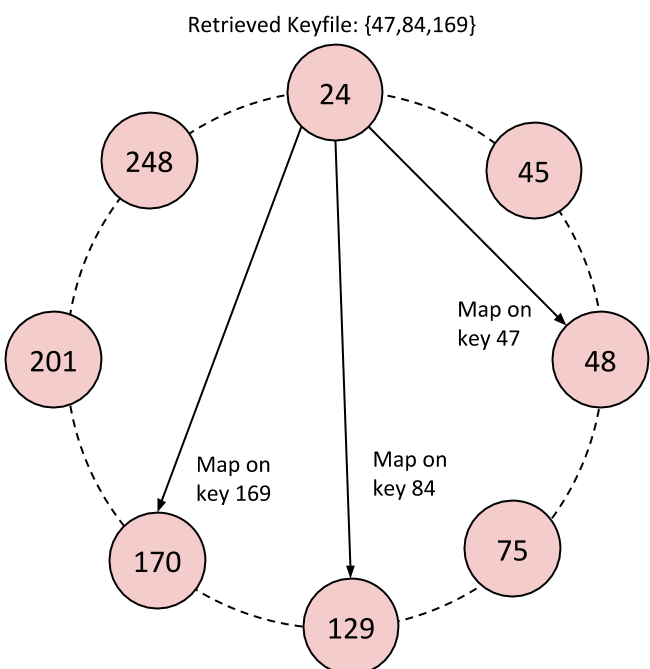 Retrieved Keyfile: {47,84,169}
24
248
45
Map on
key 47
201
48
Map on
key 169
Map on
key 84
170
75
129